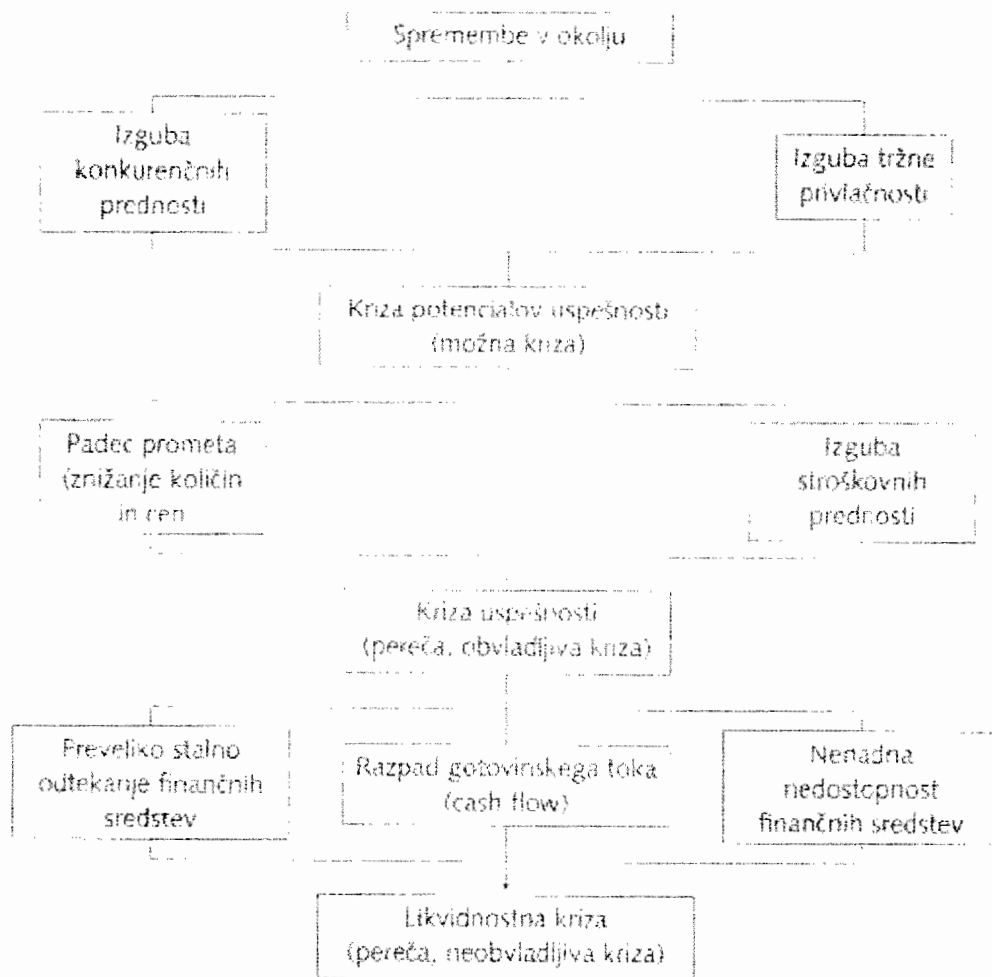 Spremembe v okolju
Izguba
konkurenčnih
prednosti
Izguba tržne
privlačnosti
Kriza potencialov uspešnosti
(možna kriza)
Padec prometa
(znižanje količin
in cen
Izguba
stroškovnih
prednosti
Kriza uspešnosti
(pereča, obvladljiva kriza)
Preveliko stalno
odtekanje finančnih
sredstev
Razpad gotovinskega toka
(cash flow)
Nenadna
nedostopnost
finančnih sredstev
Likvidnostna kriza
(pereča, neobvladljiva kriza)